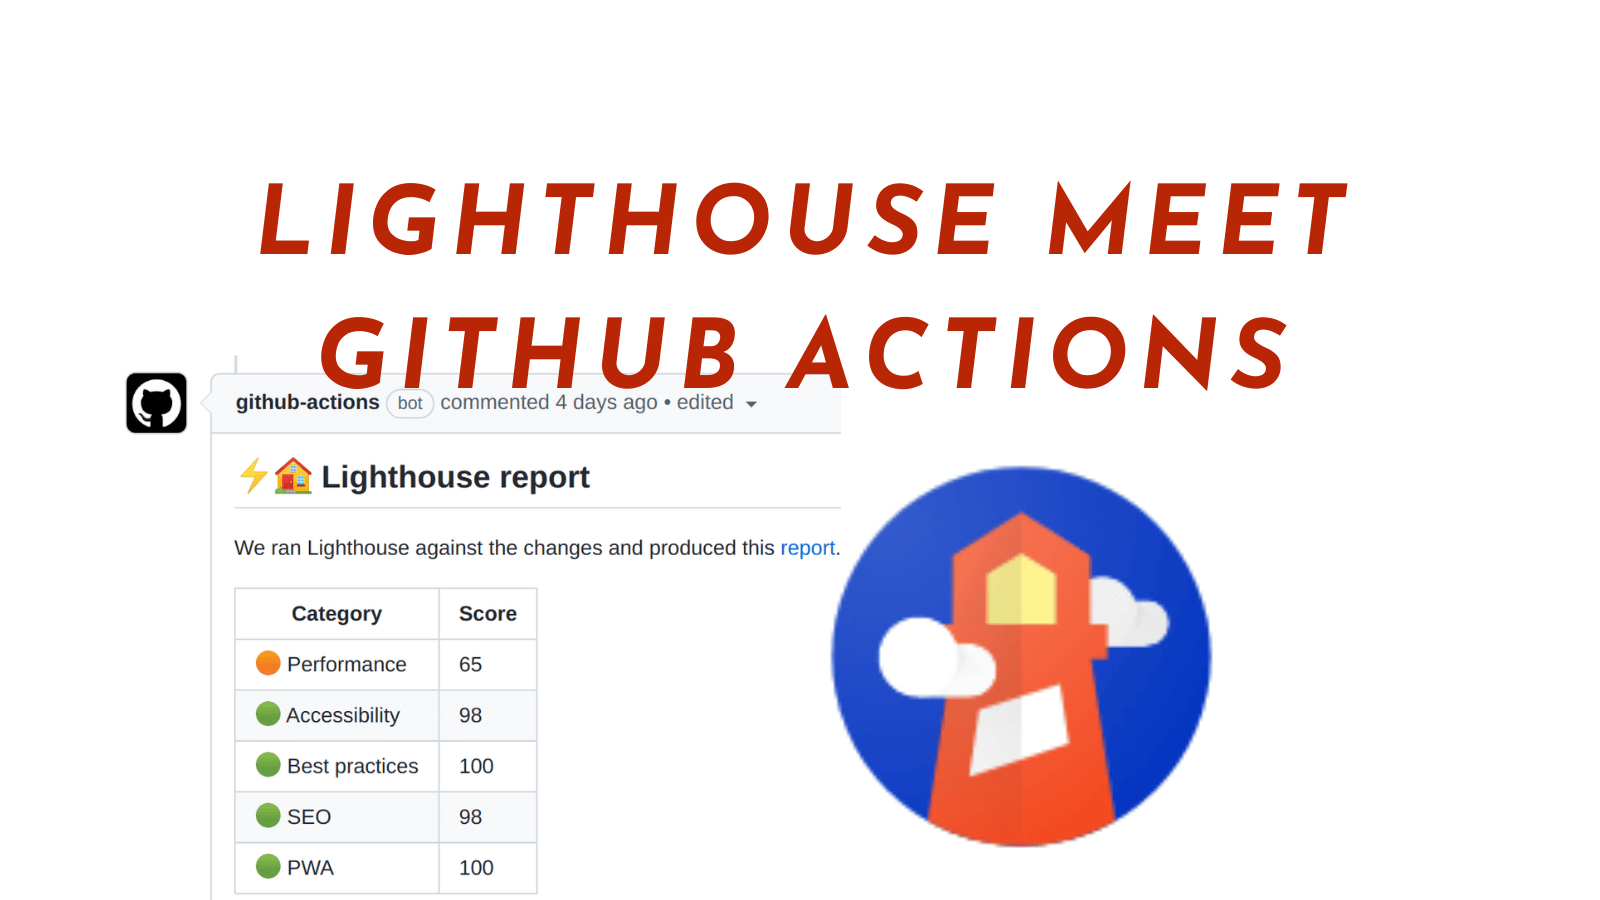 LIGHTHOUSE MEET
GITHUB ACTIONS
github-actions bot commented 4 days ago • edited
⚡🏠 Lighthouse report
We ran Lighthouse against the changes and produced this report.
Category Score
🟠 Performance 65
🟢 Accessibility 98
🟢 Best practices 100
🟢 SEO 98
🟢 PWA 100